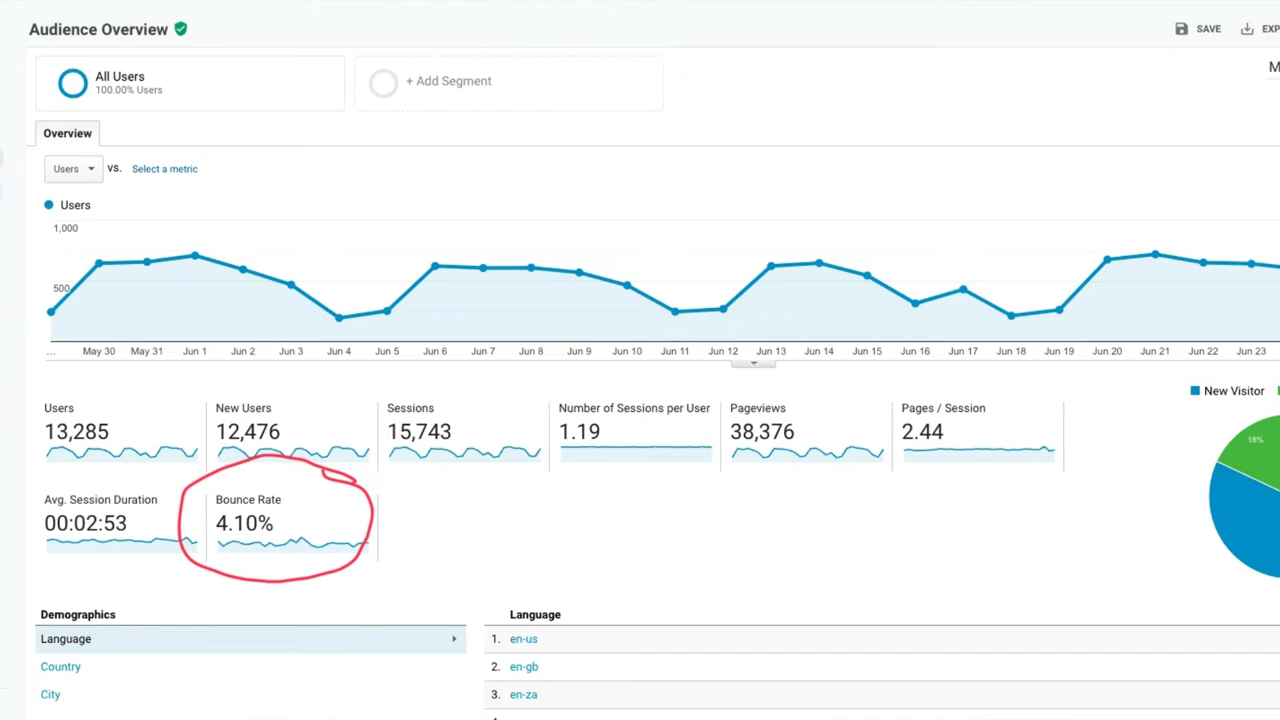 Audience Overview
SAVE
EXP
All Users
100.00% Users
+ Add Segment
M
Overview
Users
vs.
Select a metric
Users
1,000
500
...
May 30
May 31
Jun 1
Jun 2
Jun 3
Jun 4
Jun 5
Jun 6
Jun 7
Jun 8
Jun 9
Jun 10
Jun 11
Jun 12
Jun 13
Jun 14
Jun 15
Jun 16
Jun 17
Jun 18
Jun 19
Jun 20
Jun 21
Jun 22
Jun 23
New Visitor
Users
13,285
New Users
12,476
Sessions
15,743
Number of Sessions per User
1.19
Pageviews
38,376
Pages / Session
2.44
18%
Avg. Session Duration
00:02:53
Bounce Rate
4.10%
Demographics
Language
Country
City
Language
1. en-us
2. en-gb
3. en-za